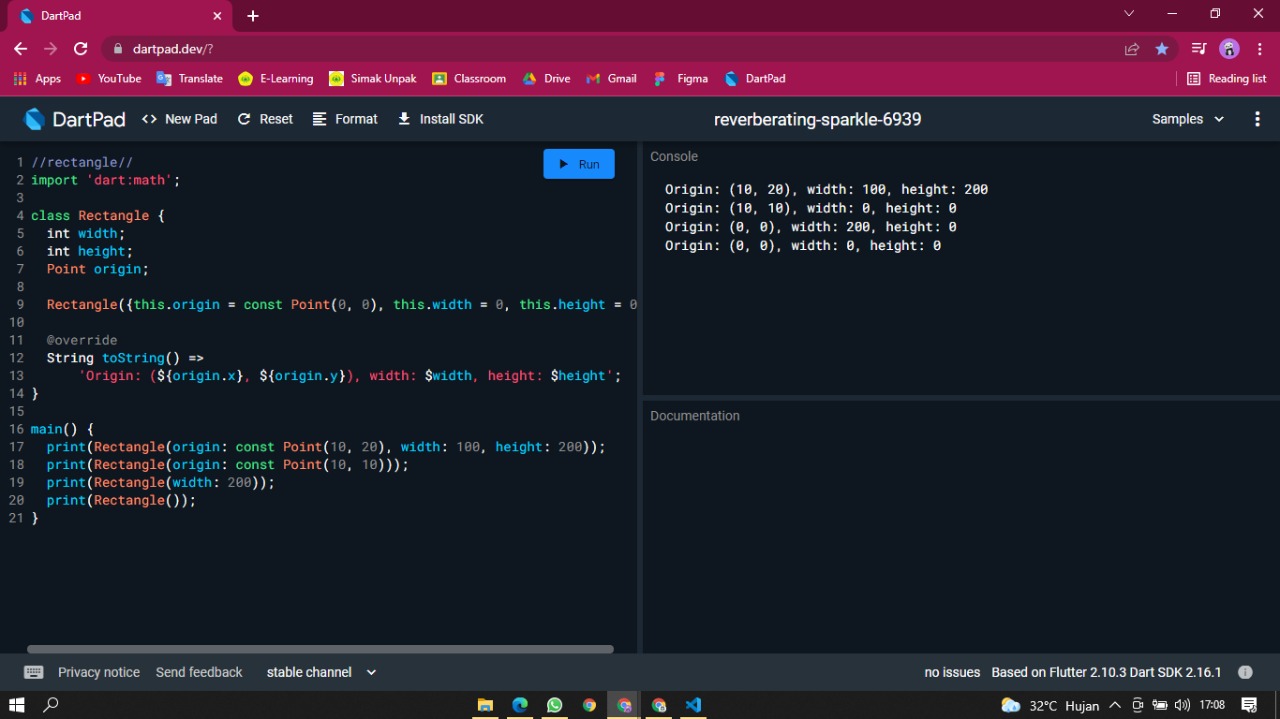 DartPad
dartpad.dev/?
Apps YouTube Translate E-Learning Simak Unpak Classroom Drive Gmail Figma DartPad Reading list
DartPad <> New Pad Reset Format Install SDK reverberating-sparkle-6939 Samples
Run
1 //rectangle//
2 import 'dart:math';
3
4 class Rectangle {
5 int width;
6 int height;
7 Point origin;
8
9 Rectangle({this.origin = const Point(0, 0), this.width = 0, this.height = 0
10
11 @override
12 String toString() =>
13 'Origin: (${origin.x}, ${origin.y}), width: $width, height: $height';
14 }
15
16 main() {
17 print(Rectangle(origin: const Point(10, 20), width: 100, height: 200));
18 print(Rectangle(origin: const Point(10, 10)));
19 print(Rectangle(width: 200));
20 print(Rectangle());
21 }
Console
Origin: (10, 20), width: 100, height: 200
Origin: (10, 10), width: 0, height: 0
Origin: (0, 0), width: 200, height: 0
Origin: (0, 0), width: 0, height: 0
Documentation
Privacy notice Send feedback stable channel no issues Based on Flutter 2.10.3 Dart SDK 2.16.1
32°C Hujan 17:08